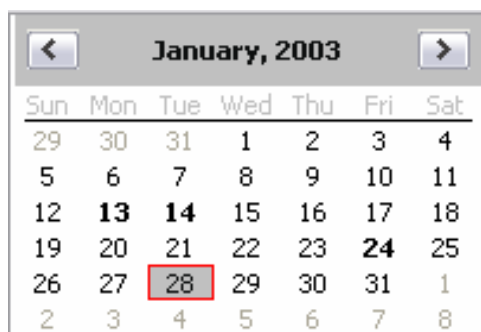 January, 2003
Sun Mon Tue Wed Thu Fri Sat
29 30 31 1 2 3 4
5 6 7 8 9 10 11
12 13 14 15 16 17 18
19 20 21 22 23 24 25
26 27 28 29 30 31 1
2 3 4 5 6 7 8